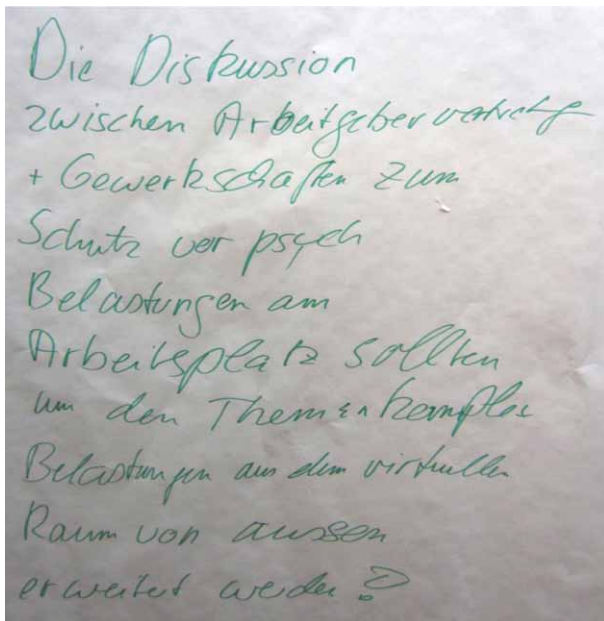 Die Diskussion
zwischen Arbeitgebervertretung
+ Gewerkschaften zum
Schutz vor psych
Belastungen am
Arbeitsplatz sollten
um den Themenkomplex
Belastungen aus dem virtuellen
Raum von aussen
erweitert werden?